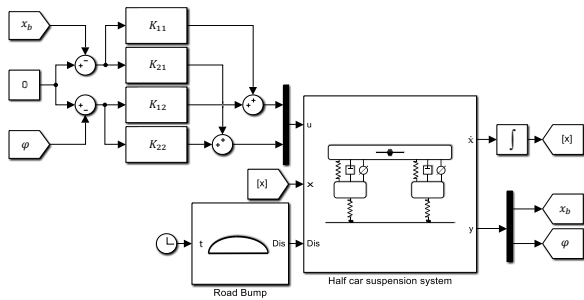 x_b
K_11
K_21
0
K_12
φ
K_22
u
ẋ
∫
[x]
[x]
x
x_b
t
Dis
Dis
y
φ
Road Bump
Half car suspension system